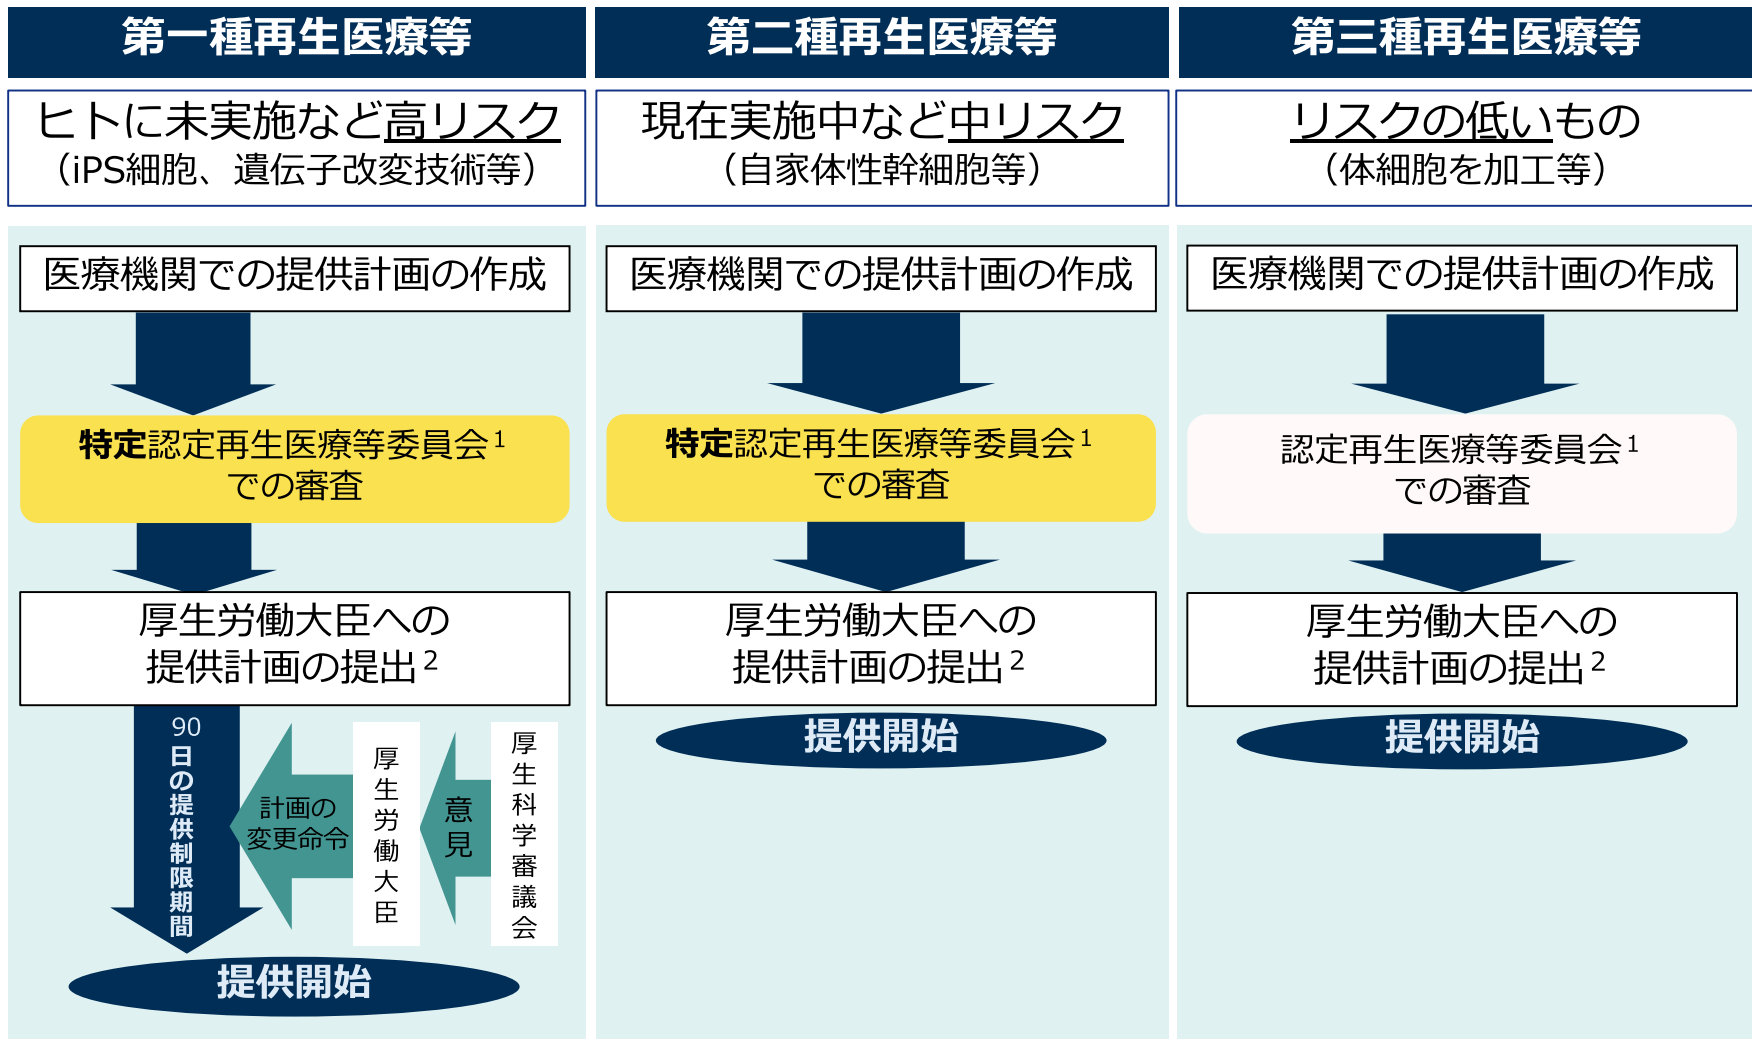 第一種再生医療等
ヒトに未実施など高リスク
（iPS細胞、遺伝子改変技術等）
医療機関での提供計画の作成
特定認定再生医療等委員会1
での審査
厚生労働大臣への
提供計画の提出2
90
日の提供制限期間
計画の
変更命令
厚生労働大臣
意見
厚生科学審議会
提供開始
第二種再生医療等
現在実施中など中リスク
（自家体性幹細胞等）
医療機関での提供計画の作成
特定認定再生医療等委員会1
での審査
厚生労働大臣への
提供計画の提出2
提供開始
第三種再生医療等
リスクの低いもの
（体細胞を加工等）
医療機関での提供計画の作成
認定再生医療等委員会1
での審査
厚生労働大臣への
提供計画の提出2
提供開始